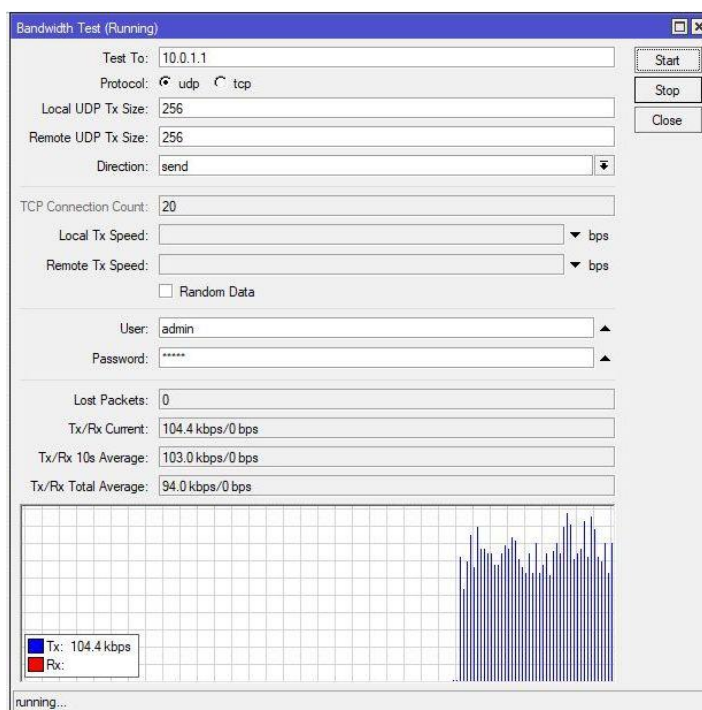 Bandwidth Test (Running)
Test To: 10.0.1.1
Start
Protocol: udp tcp
Stop
Local UDP Tx Size: 256
Close
Remote UDP Tx Size: 256
Direction: send
TCP Connection Count: 20
Local Tx Speed: bps
Remote Tx Speed: bps
Random Data
User: admin
Password: *****
Lost Packets: 0
Tx/Rx Current: 104.4 kbps/0 bps
Tx/Rx 10s Average: 103.0 kbps/0 bps
Tx/Rx Total Average: 94.0 kbps/0 bps
Tx: 104.4 kbps
Rx:
running...